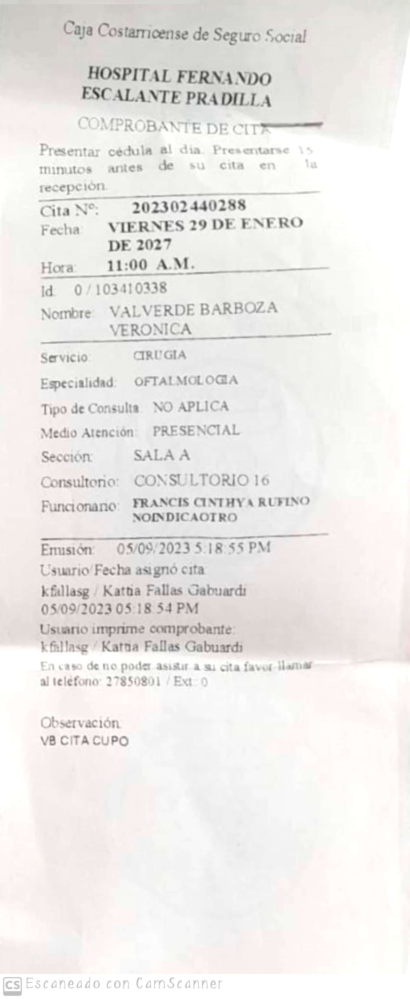 Caja Costarricense de Seguro Social
HOSPITAL FERNANDO
ESCALANTE PRADILLA
COMPROBANTE DE CITA
Presentar cédula al día. Presentarse 15
minutos antes de su cita en la
recepción.
Cita Nº: 202302440288
Fecha: VIERNES 29 DE ENERO
DE 2027
Hora: 11:00 A.M.
Id: 0 / 103410338
Nombre: VALVERDE BARBOZA
VERONICA
Servicio: CIRUGIA
Especialidad: OFTALMOLOGIA
Tipo de Consulta: NO APLICA
Medio Atención: PRESENCIAL
Sección: SALA A
Consultorio: CONSULTORIO 16
Funcionario: FRANCIS CINTHYA RUFINO
NOINDICAOTRO
Emisión: 05/09/2023 5:18:55 PM
Usuario/Fecha asignó cita:
kfallasg / Kattia Fallas Gabuardi
05/09/2023 05:18:54 PM
Usuario imprime comprobante:
kfallasg / Kattia Fallas Gabuardi
En caso de no poder asistir a su cita favor llamar
al teléfono: 27850801 / Ext.: 0
Observación:
VB CITA CUPO
CS Escaneado con CamScanner